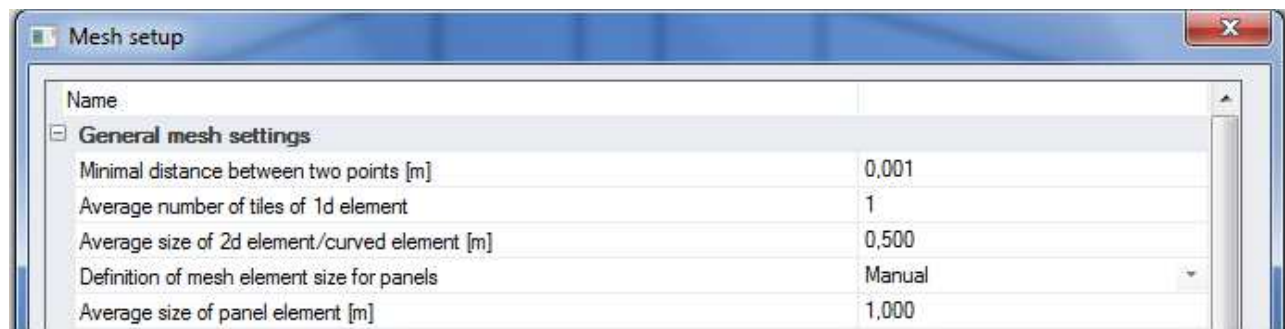 Mesh setup
Name
General mesh settings
Minimal distance between two points [m] 0,001
Average number of tiles of 1d element 1
Average size of 2d element/curved element [m] 0,500
Definition of mesh element size for panels Manual
Average size of panel element [m] 1,000